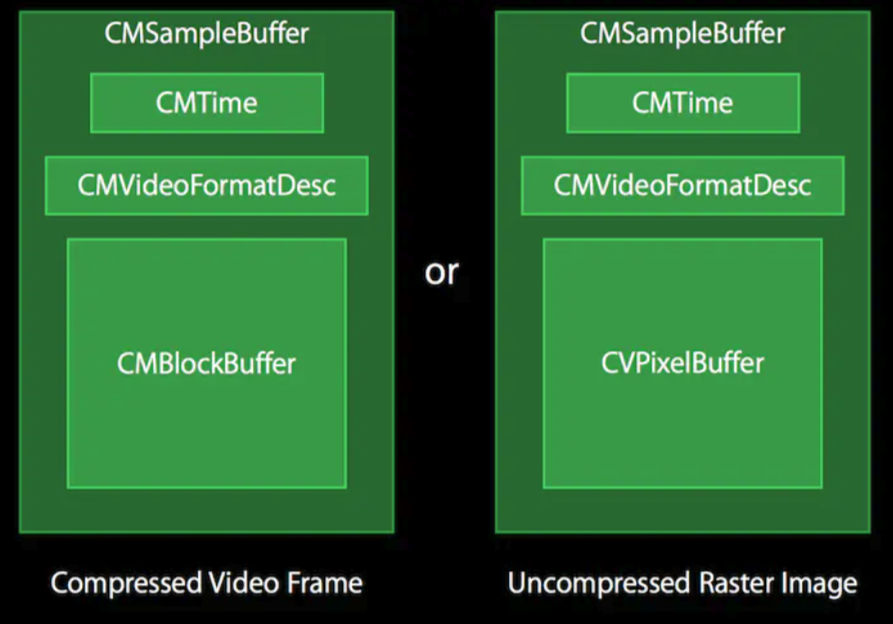 CMSampleBuffer
CMTime
CMVideoFormatDesc
CMBlockBuffer
Compressed Video Frame
or
CMSampleBuffer
CMTime
CMVideoFormatDesc
CVPixelBuffer
Uncompressed Raster Image